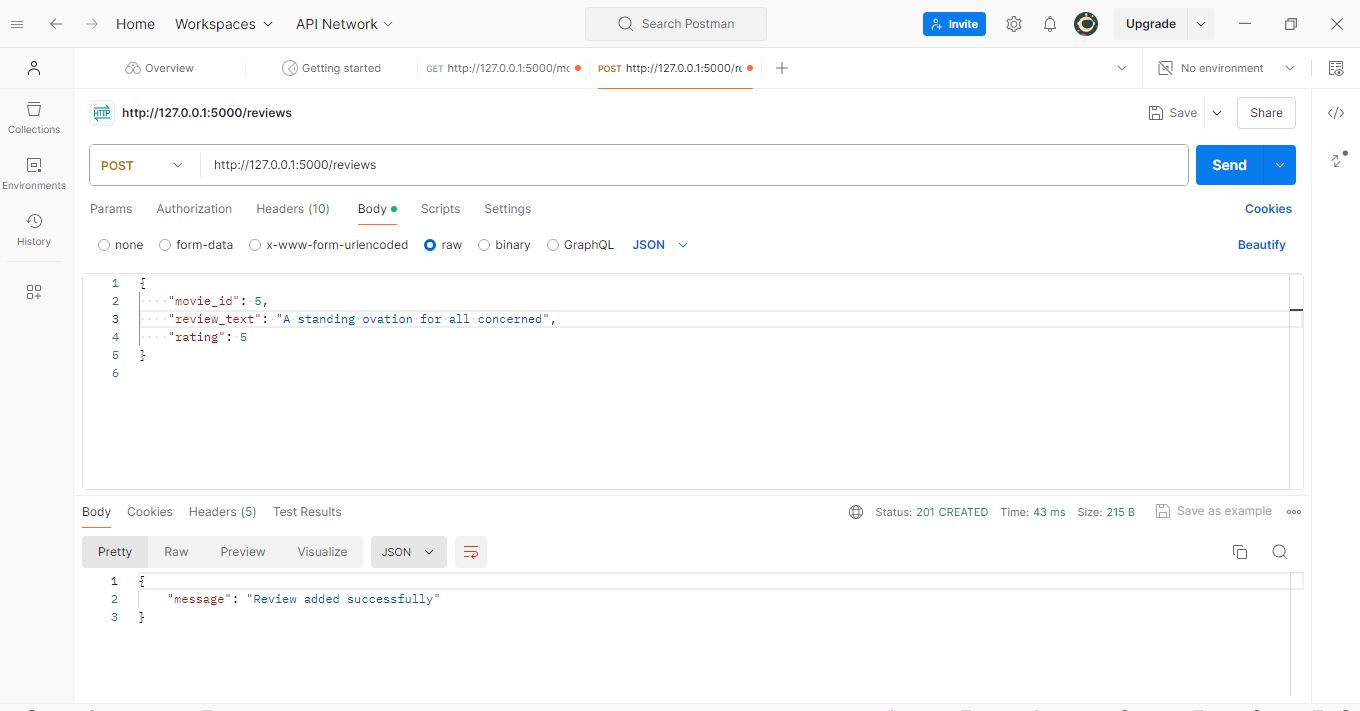 Home Workspaces API Network Search Postman Invite Upgrade
Overview Getting started GET http://127.0.0.1:5000/mo POST http://127.0.0.1:5000/re No environment
HTTP http://127.0.0.1:5000/reviews Save Share
Collections
POST http://127.0.0.1:5000/reviews Send
Environments
Params Authorization Headers (10) Body Scripts Settings Cookies
History
none form-data x-www-form-urlencoded raw binary GraphQL JSON Beautify
1 {
2 "movie_id": 5,
3 "review_text": "A standing ovation for all concerned",
4 "rating": 5
5 }
6
Body Cookies Headers (5) Test Results Status: 201 CREATED Time: 43 ms Size: 215 B Save as example
Pretty Raw Preview Visualize JSON
1 {
2 "message": "Review added successfully"
3 }